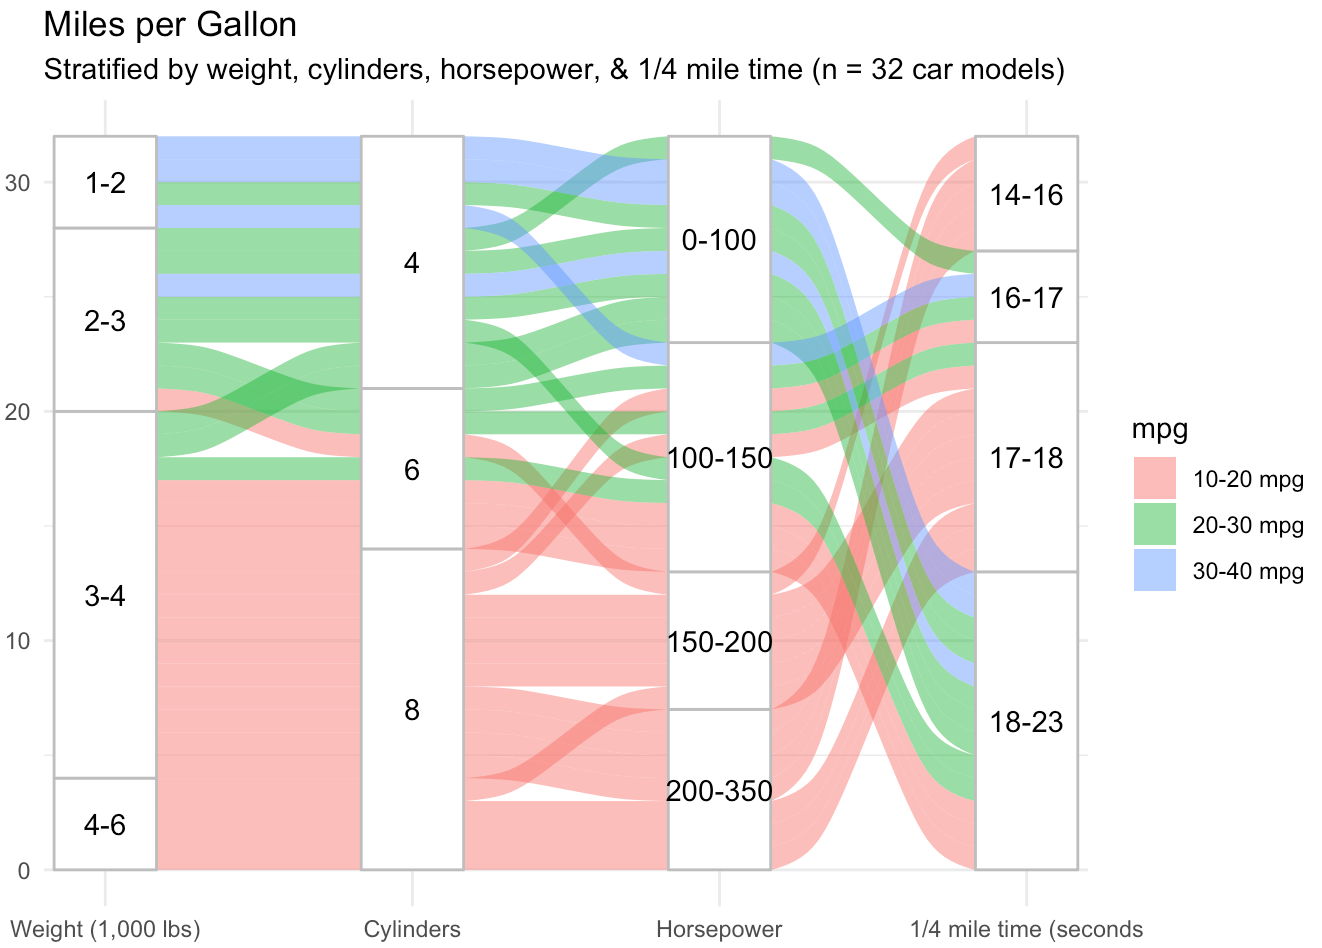 Miles per Gallon
Stratified by weight, cylinders, horsepower, & 1/4 mile time (n = 32 car models)
30
20
10
0
1-2
2-3
3-4
4-6
4
6
8
0-100
100-150
150-200
200-350
14-16
16-17
17-18
18-23
mpg
10-20 mpg
20-30 mpg
30-40 mpg
Weight (1,000 lbs)
Cylinders
Horsepower
1/4 mile time (seconds